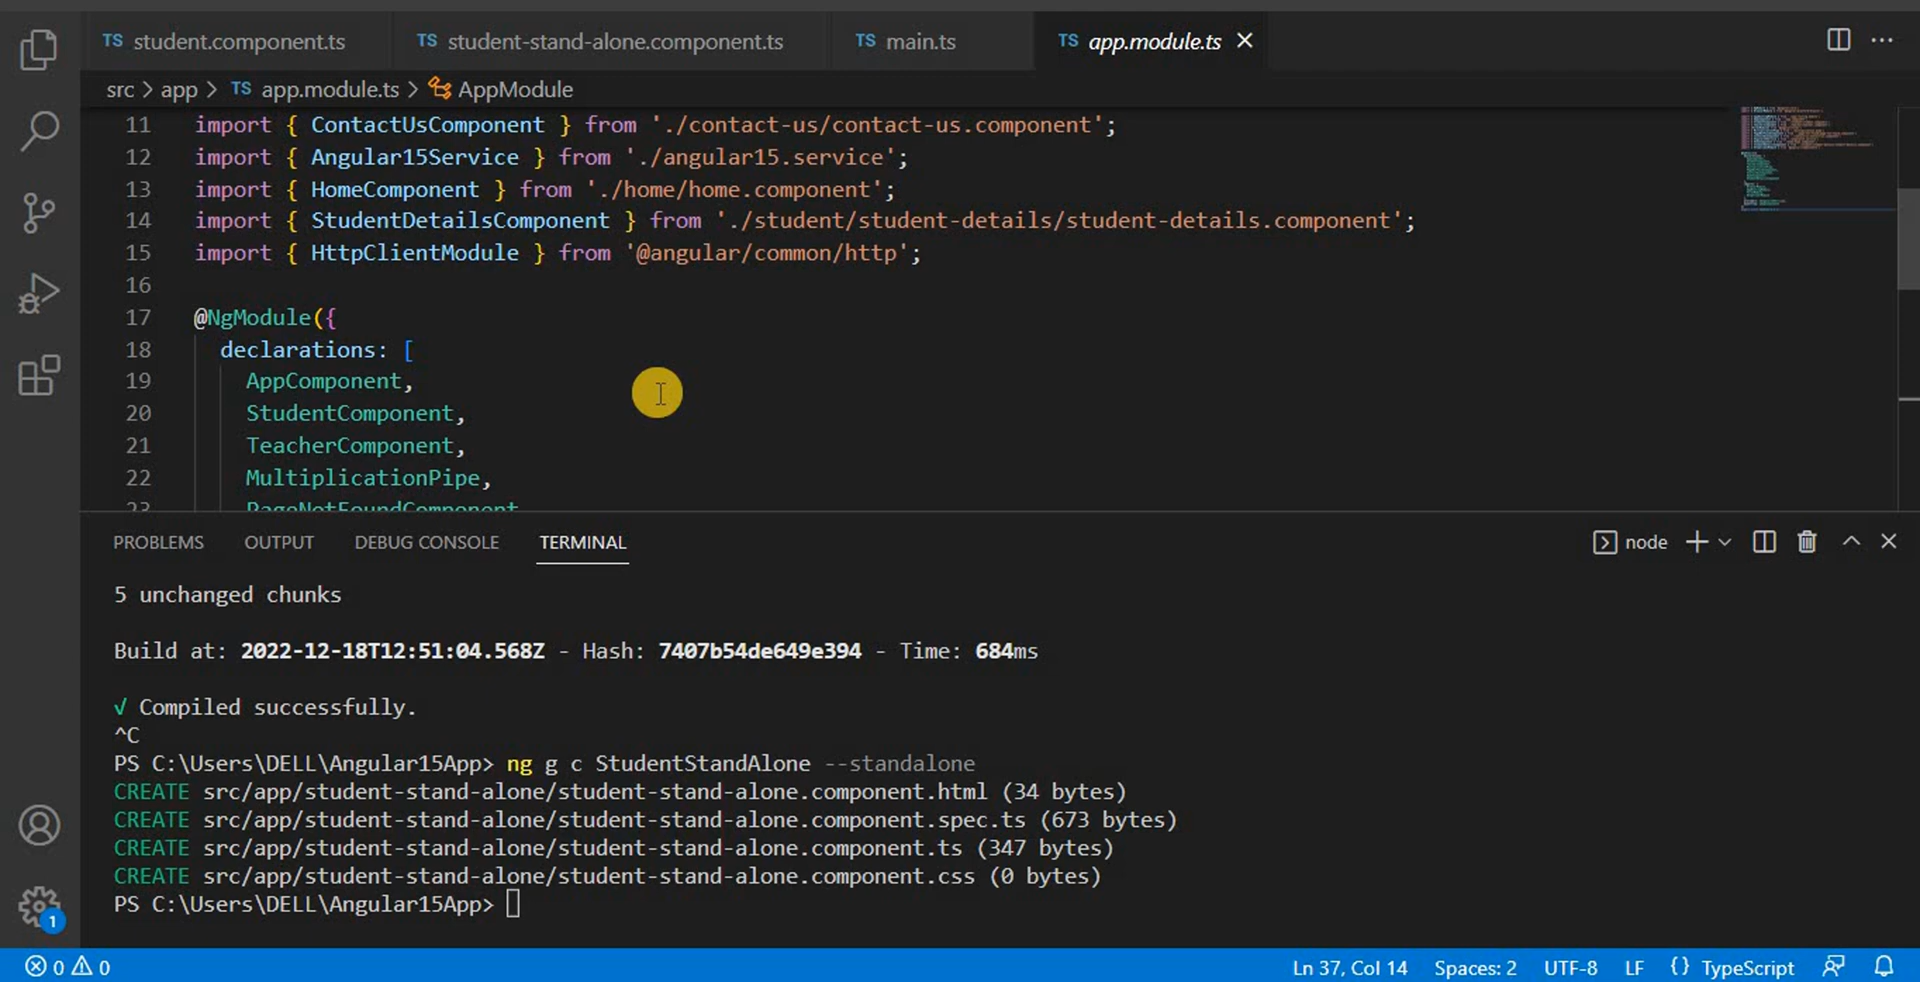 TS student.component.ts TS student-stand-alone.component.ts TS main.ts TS app.module.ts
src > app > TS app.module.ts > AppModule
11 import { ContactUsComponent } from './contact-us/contact-us.component';
12 import { Angular15Service } from './angular15.service';
13 import { HomeComponent } from './home/home.component';
14 import { StudentDetailsComponent } from './student/student-details/student-details.component';
15 import { HttpClientModule } from '@angular/common/http';
16
17 @NgModule({
18 declarations: [
19 AppComponent,
20 StudentComponent,
21 TeacherComponent,
22 MultiplicationPipe,
23 PageNotFoundComponent
PROBLEMS OUTPUT DEBUG CONSOLE TERMINAL node
5 unchanged chunks
Build at: 2022-12-18T12:51:04.568Z - Hash: 7407b54de649e394 - Time: 684ms
√ Compiled successfully.
^C
PS C:\Users\DELL\Angular15App> ng g c StudentStandAlone --standalone
CREATE src/app/student-stand-alone/student-stand-alone.component.html (34 bytes)
CREATE src/app/student-stand-alone/student-stand-alone.component.spec.ts (673 bytes)
CREATE src/app/student-stand-alone/student-stand-alone.component.ts (347 bytes)
CREATE src/app/student-stand-alone/student-stand-alone.component.css (0 bytes)
PS C:\Users\DELL\Angular15App>
1
0 0 Ln 37, Col 14 Spaces: 2 UTF-8 LF {} TypeScript